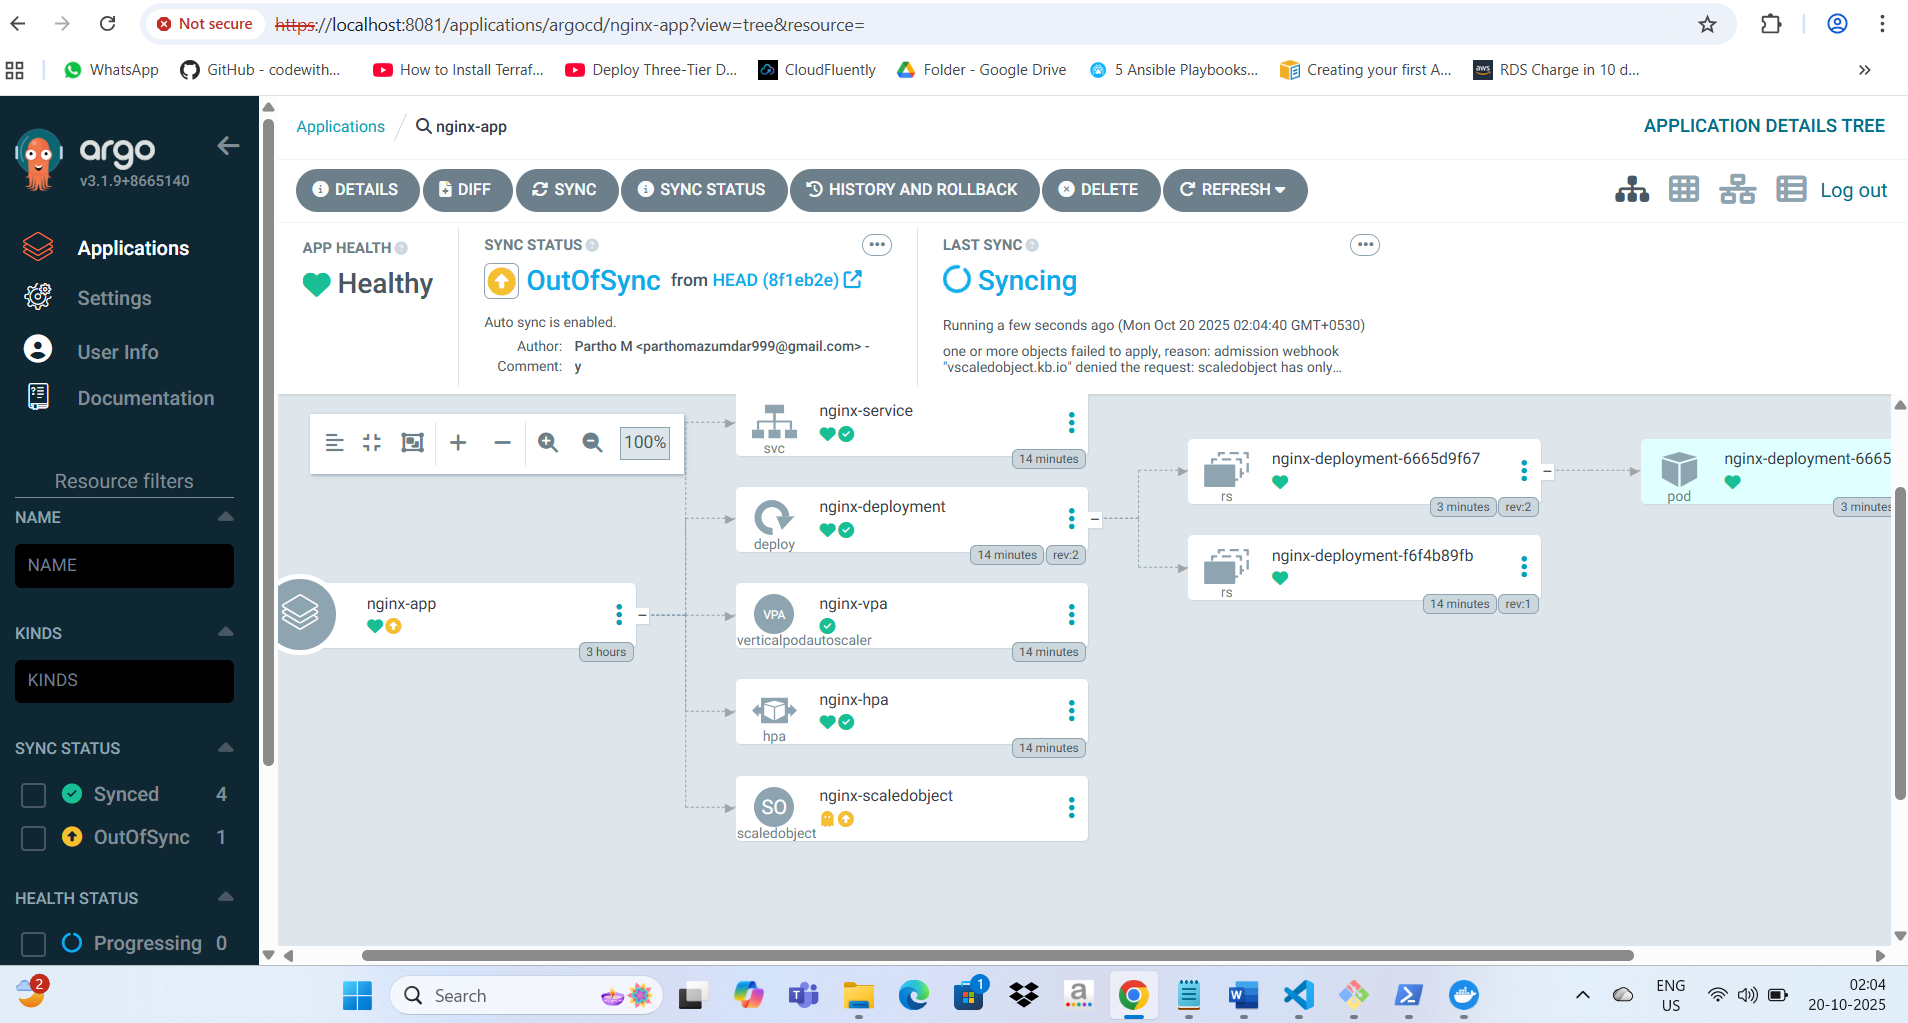 Not secure
https://localhost:8081/applications/argocd/nginx-app?view=tree&resource=
WhatsApp
GitHub - codewith...
How to Install Terraf...
Deploy Three-Tier D...
CloudFluently
Folder - Google Drive
5 Ansible Playbooks...
Creating your first A...
aws
RDS Charge in 10 d...
»
argo
v3.1.9+8665140
Applications
Settings
User Info
Documentation
Resource filters
NAME
NAME
KINDS
KINDS
SYNC STATUS
Synced 4
OutOfSync 1
HEALTH STATUS
Progressing 0
Applications / nginx-app
APPLICATION DETAILS TREE
DETAILS
DIFF
SYNC
SYNC STATUS
HISTORY AND ROLLBACK
DELETE
REFRESH
Log out
APP HEALTH
Healthy
SYNC STATUS
OutOfSync from HEAD (8f1eb2e)
Auto sync is enabled.
Author: Partho M <parthomazumdar999@gmail.com> -
Comment: y
LAST SYNC
Syncing
Running a few seconds ago (Mon Oct 20 2025 02:04:40 GMT+0530)
one or more objects failed to apply, reason: admission webhook
"vscaledobject.kb.io" denied the request: scaledobject has only...
100%
nginx-app
3 hours
nginx-service
svc
14 minutes
nginx-deployment
deploy
14 minutes
rev:2
VPA
nginx-vpa
verticalpodautoscaler
14 minutes
nginx-hpa
hpa
14 minutes
SO
nginx-scaledobject
scaledobject
nginx-deployment-6665d9f67
rs
3 minutes
rev:2
nginx-deployment-f6f4b89fb
rs
14 minutes
rev:1
nginx-deployment-6665
pod
3 minutes
2
Search
1
a
ENG
US
02:04
20-10-2025